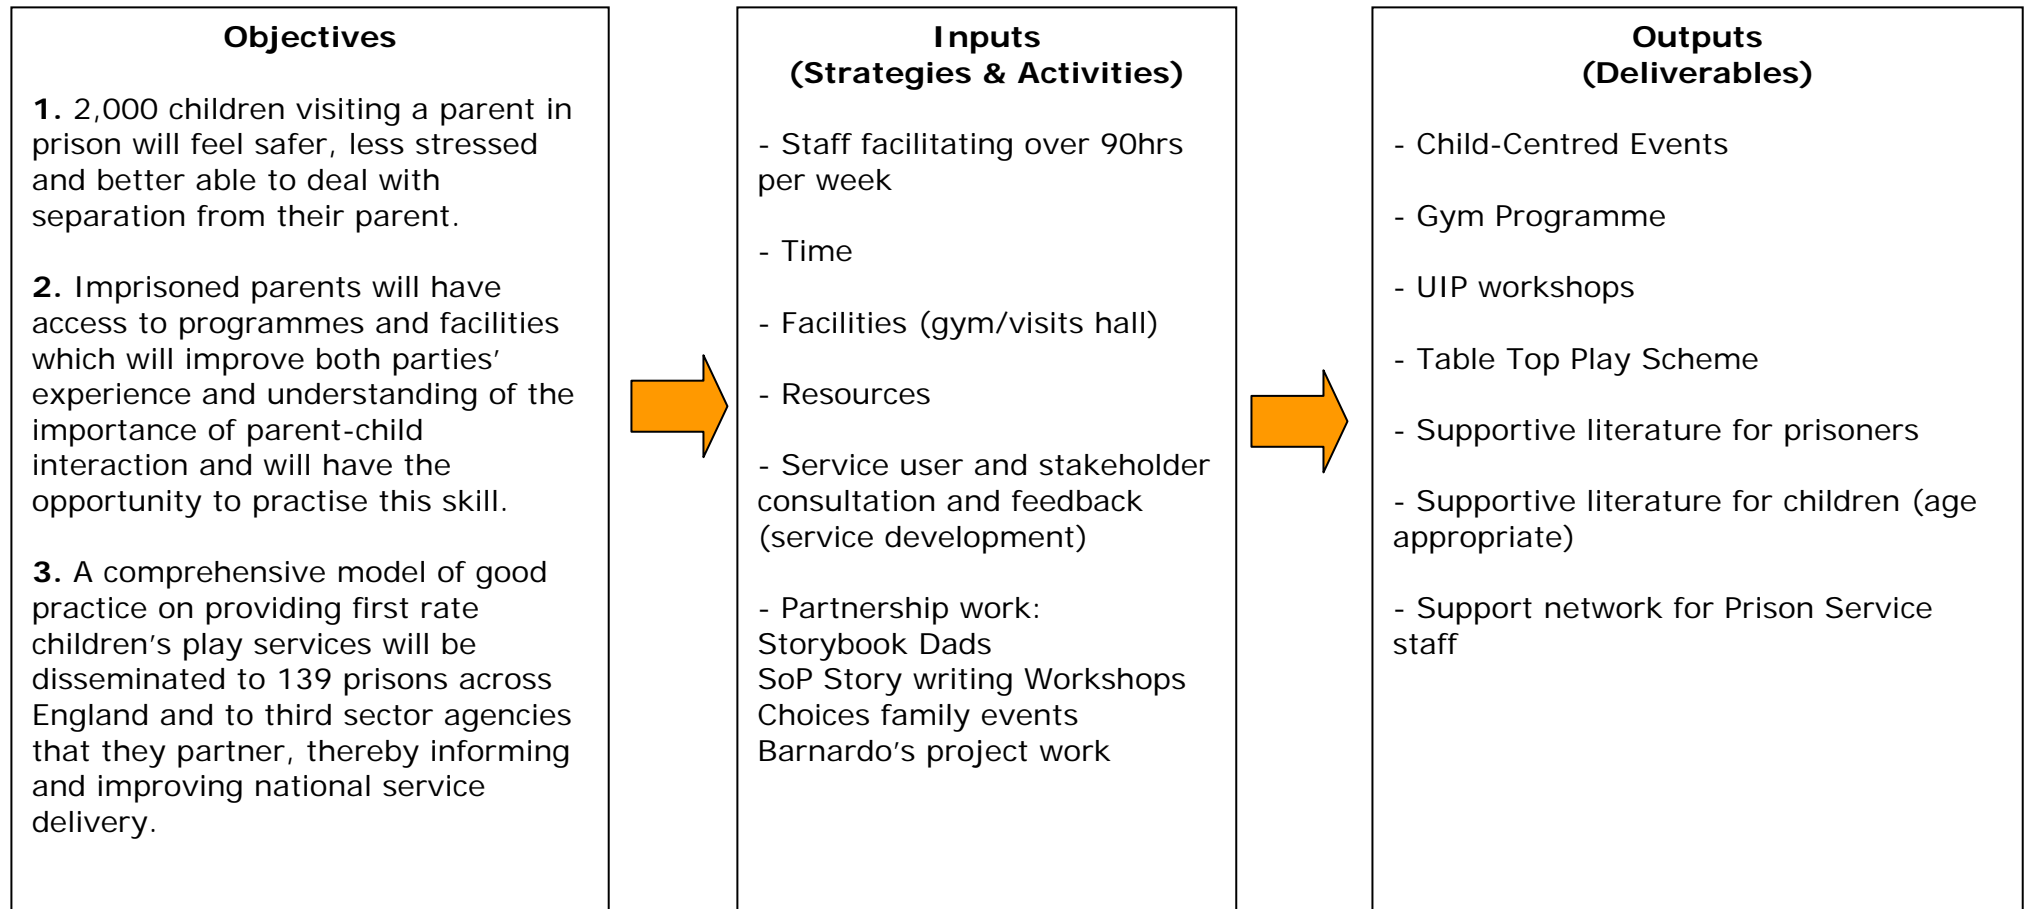 Objectives
1. 2,000 children visiting a parent in
prison will feel safer, less stressed
and better able to deal with
separation from their parent.
2. Imprisoned parents will have
access to programmes and facilities
which will improve both parties’
experience and understanding of the
importance of parent-child
interaction and will have the
opportunity to practise this skill.
3. A comprehensive model of good
practice on providing first rate
children’s play services will be
disseminated to 139 prisons across
England and to third sector agencies
that they partner, thereby informing
and improving national service
delivery.
Inputs
(Strategies & Activities)
- Staff facilitating over 90hrs
per week
- Time
- Facilities (gym/visits hall)
- Resources
- Service user and stakeholder
consultation and feedback
(service development)
- Partnership work:
Storybook Dads
SoP Story writing Workshops
Choices family events
Barnardo’s project work
Outputs
(Deliverables)
- Child-Centred Events
- Gym Programme
- UIP workshops
- Table Top Play Scheme
- Supportive literature for prisoners
- Supportive literature for children (age
appropriate)
- Support network for Prison Service
staff